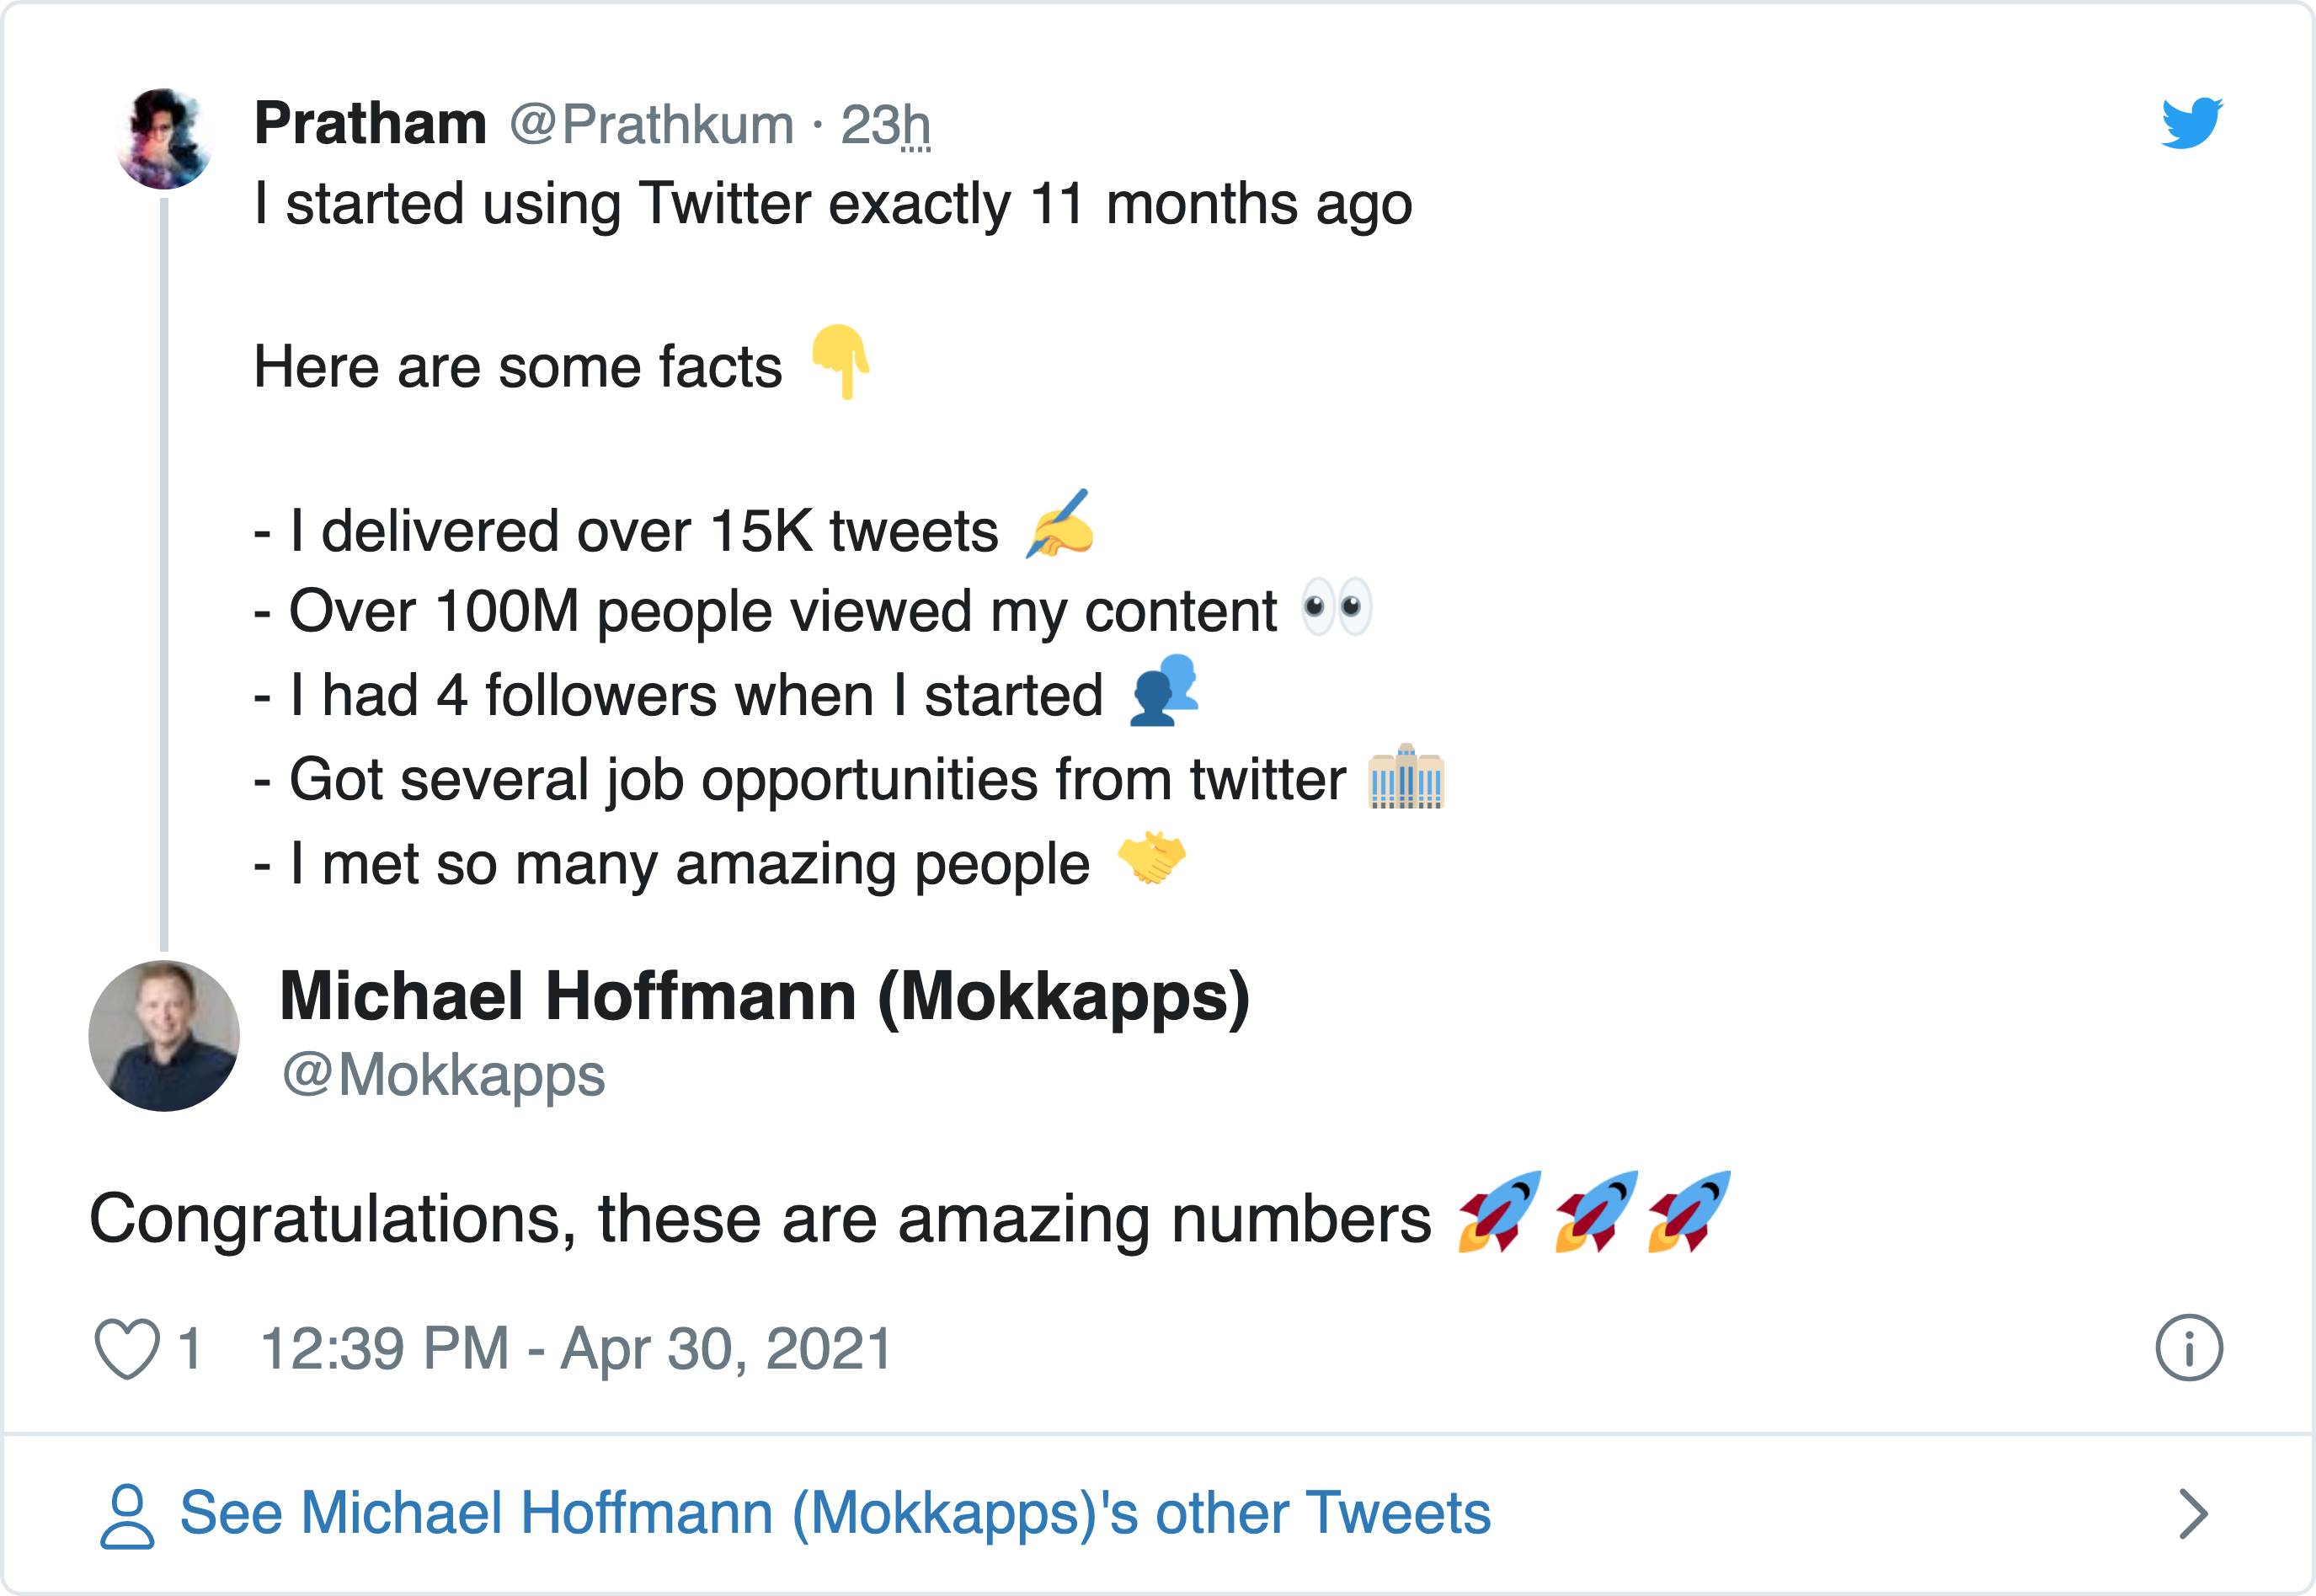 Pratham @Prathkum · 23h
I started using Twitter exactly 11 months ago
Here are some facts 👇
- I delivered over 15K tweets ✍️
- Over 100M people viewed my content 👀
- I had 4 followers when I started 👥
- Got several job opportunities from twitter 🏢
- I met so many amazing people 🤝
Michael Hoffmann (Mokkapps)
@Mokkapps
Congratulations, these are amazing numbers 🚀🚀🚀
1 12:39 PM - Apr 30, 2021
See Michael Hoffmann (Mokkapps)'s other Tweets